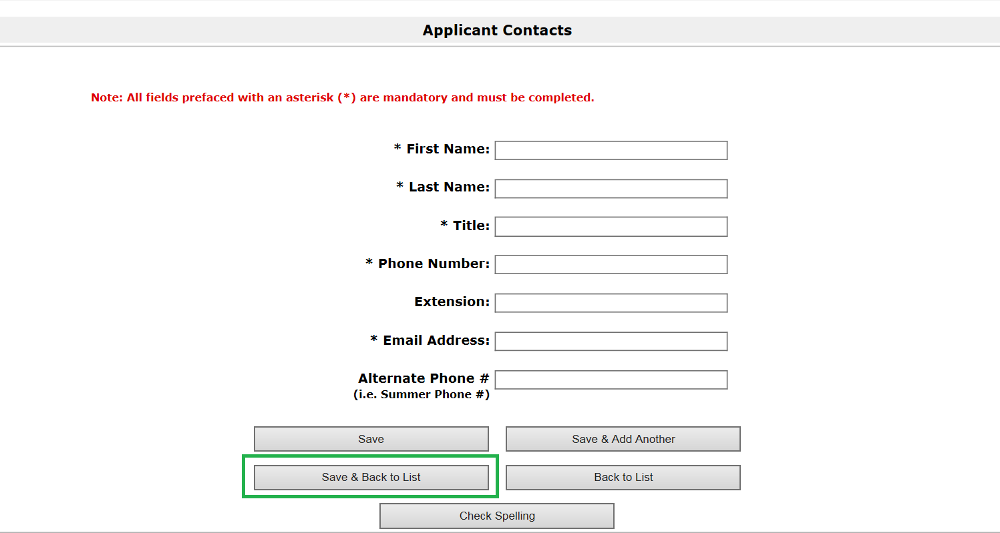 Applicant Contacts
Note: All fields prefaced with an asterisk (*) are mandatory and must be completed.
* First Name:
* Last Name:
* Title:
* Phone Number:
Extension:
* Email Address:
Alternate Phone #
(i.e. Summer Phone #)
Save
Save & Add Another
Save & Back to List
Back to List
Check Spelling